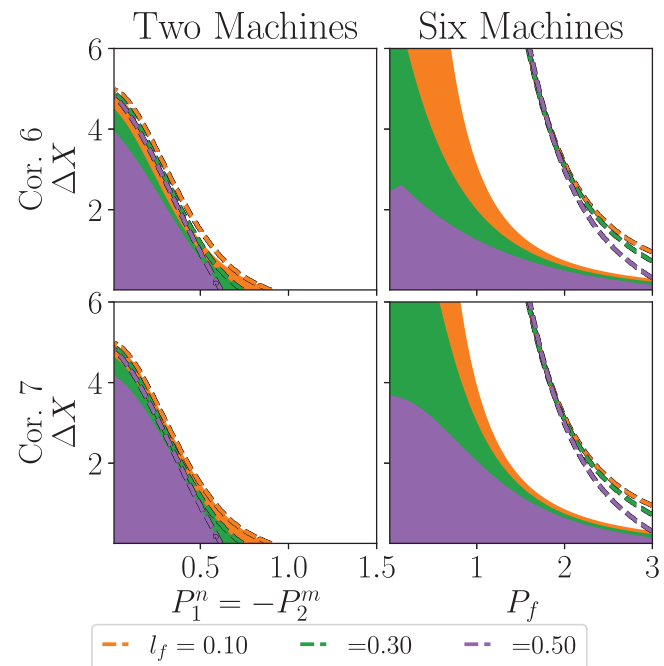 Two Machines Six Machines
6
Cor. 6
ΔX
4
2
6
Cor. 7
ΔX
4
2
0.5 1.0 1.5 1 2 3
P₁ⁿ = −P₂ᵐ P_f
l_f = 0.10 =0.30 =0.50